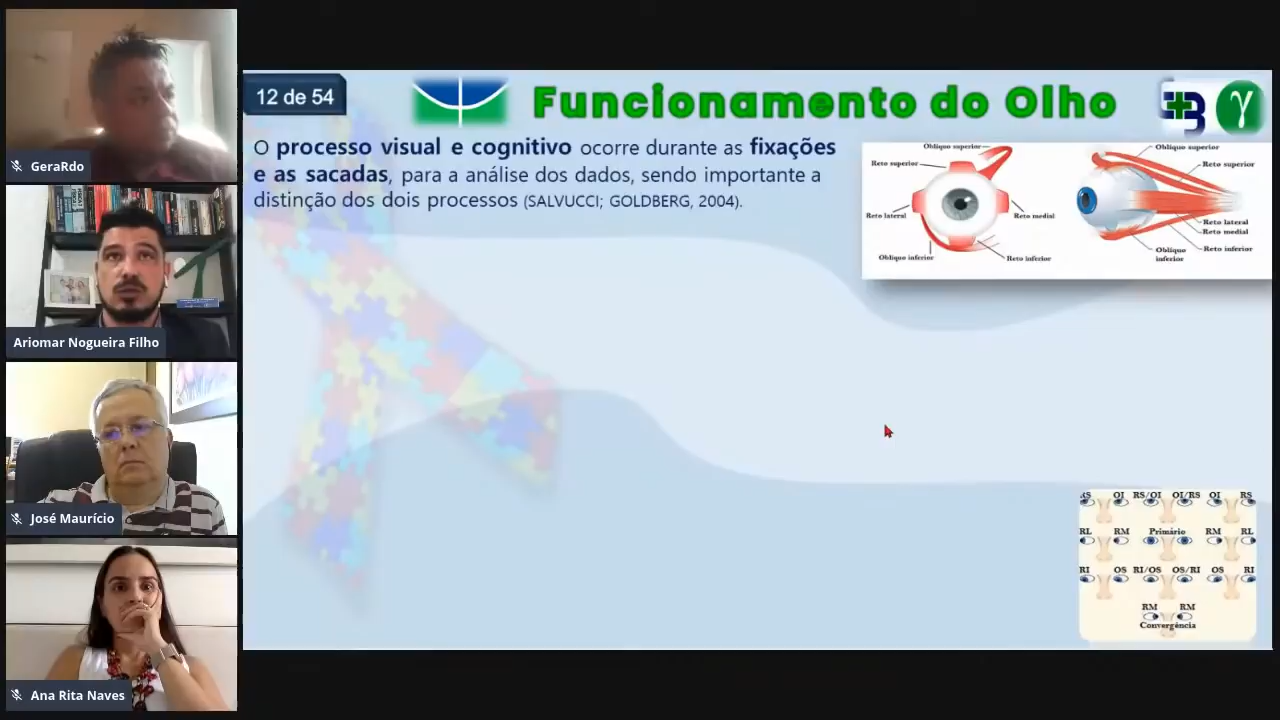 GeraRdo
Ariomar Nogueira Filho
José Maurício
Ana Rita Naves
12 de 54
Funcionamento do Olho
O processo visual e cognitivo ocorre durante as fixações
e as sacadas, para a análise dos dados, sendo importante a
distinção dos dois processos (SALVUCCI; GOLDBERG, 2004).
Oblíquo superior
Reto superior
Reto lateral
Reto medial
Oblíquo inferior
Reto inferior
Oblíquo superior
Reto superior
Reto lateral
Reto medial
Reto inferior
Oblíquo
inferior
B γ
RS OI RS/OI OI/RS OI RS
RL RM Primário RM RL
RI OS RI/OS OS/RI OS RI
RM RM
Convergência